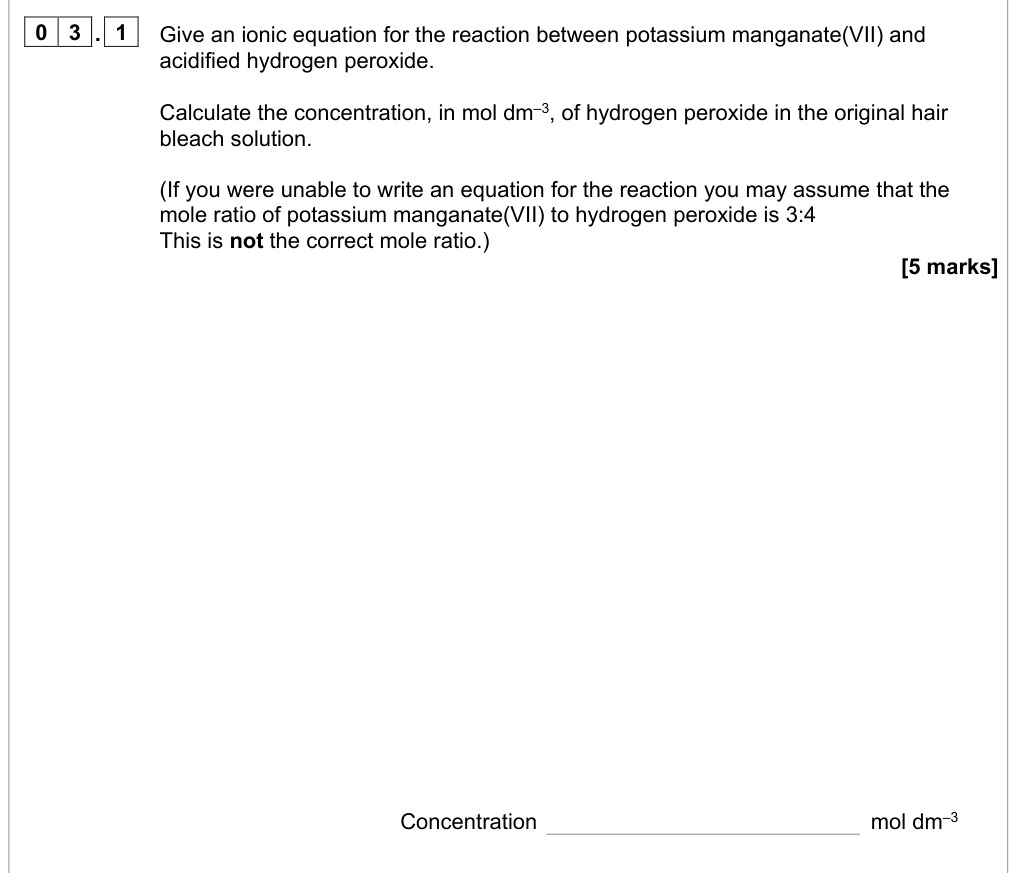 0 3 . 1 Give an ionic equation for the reaction between potassium manganate(VII) and
acidified hydrogen peroxide.
Calculate the concentration, in mol dm⁻³, of hydrogen peroxide in the original hair
bleach solution.
(If you were unable to write an equation for the reaction you may assume that the
mole ratio of potassium manganate(VII) to hydrogen peroxide is 3:4
This is not the correct mole ratio.)
[5 marks]
Concentration mol dm⁻³